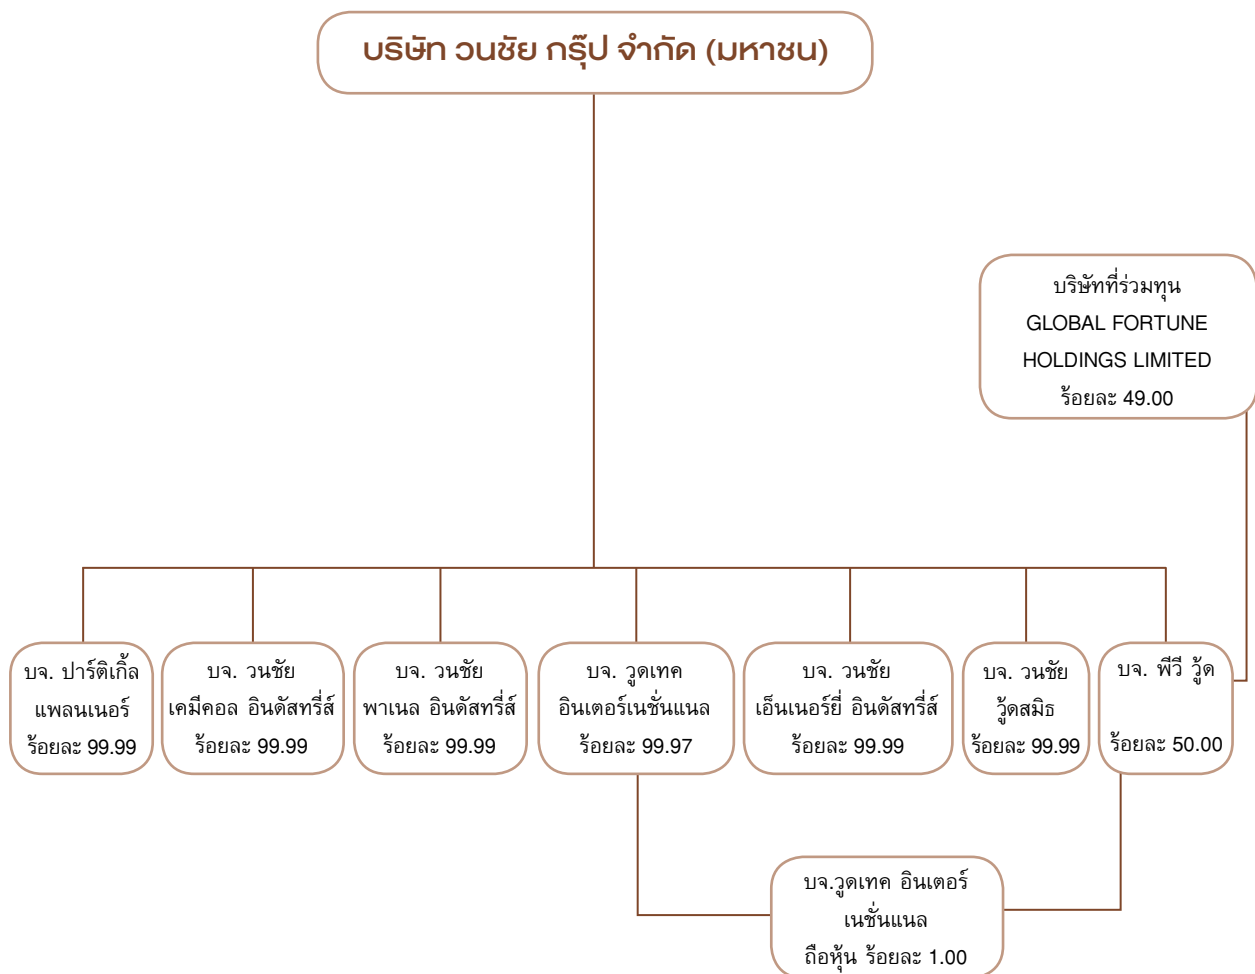 บริษัท วนชัย กรุ๊ป จำกัด (มหาชน)
บริษัทที่ร่วมทุน
GLOBAL FORTUNE
HOLDINGS LIMITED
ร้อยละ 49.00
บจ. ปาร์ติเกิ้ล
แพลนเนอร์
ร้อยละ 99.99
บจ. วนชัย
เคมีคอล อินดัสทรี่ส์
ร้อยละ 99.99
บจ. วนชัย
พาเนล อินดัสทรี่ส์
ร้อยละ 99.99
บจ. วูดเทค
อินเตอร์เนชั่นแนล
ร้อยละ 99.97
บจ. วนชัย
เอ็นเนอร์ยี่ อินดัสทรี่ส์
ร้อยละ 99.99
บจ. วนชัย
วู้ดสมิธ
ร้อยละ 99.99
บจ. พีวี วู้ด
ร้อยละ 50.00
บจ.วูดเทค อินเตอร์
เนชั่นแนล
ถือหุ้น ร้อยละ 1.00